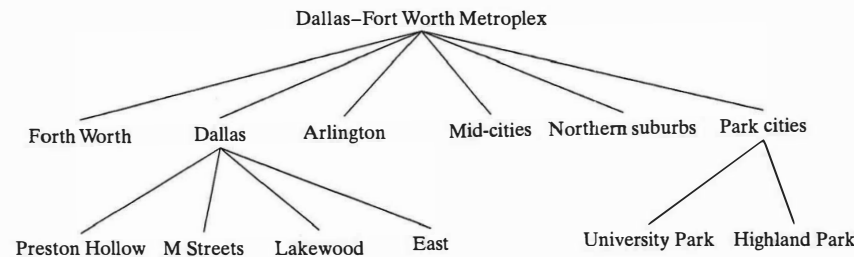 Dallas–Fort Worth Metroplex
Forth Worth Dallas Arlington Mid-cities Northern suburbs Park cities
Preston Hollow M Streets Lakewood East University Park Highland Park